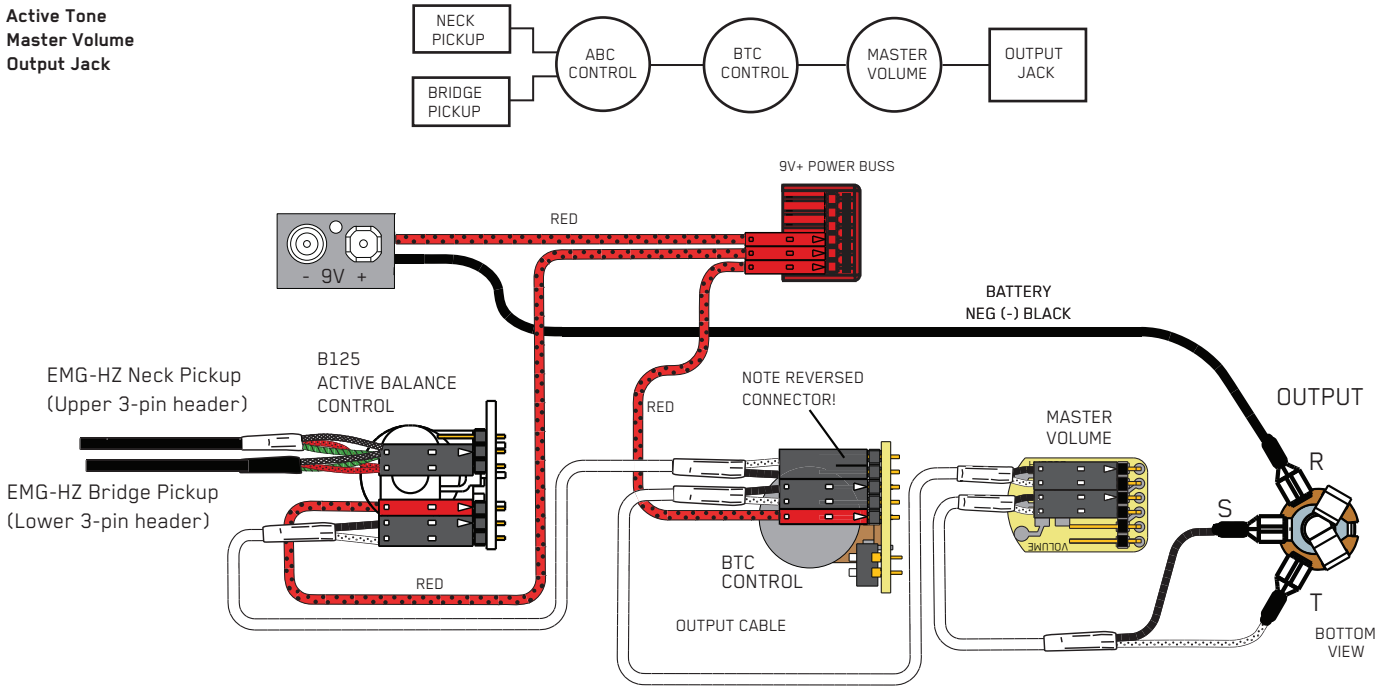 Active Tone
Master Volume
Output Jack
NECK
PICKUP
BRIDGE
PICKUP
ABC
CONTROL
BTC
CONTROL
MASTER
VOLUME
OUTPUT
JACK
9V+ POWER BUSS
RED
- 9V +
BATTERY
NEG (-) BLACK
EMG-HZ Neck Pickup
(Upper 3-pin header)
B125
ACTIVE BALANCE
CONTROL
EMG-HZ Bridge Pickup
(Lower 3-pin header)
RED
NOTE REVERSED
CONNECTOR!
RED
BTC
CONTROL
OUTPUT CABLE
MASTER
VOLUME
VOLUME
OUTPUT
R
S
T
BOTTOM
VIEW